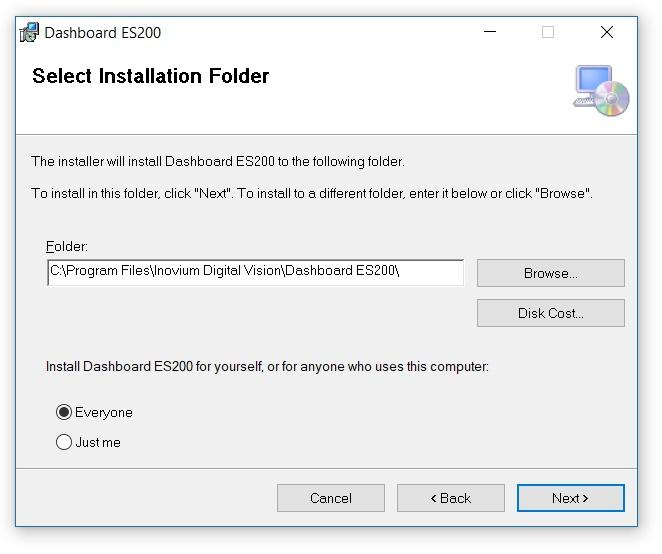 Dashboard ES200
Select Installation Folder
The installer will install Dashboard ES200 to the following folder.
To install in this folder, click "Next". To install to a different folder, enter it below or click "Browse".
Folder:
C:\Program Files\Inovium Digital Vision\Dashboard ES200\
Browse...
Disk Cost...
Install Dashboard ES200 for yourself, or for anyone who uses this computer:
Everyone
Just me
Cancel
< Back
Next >